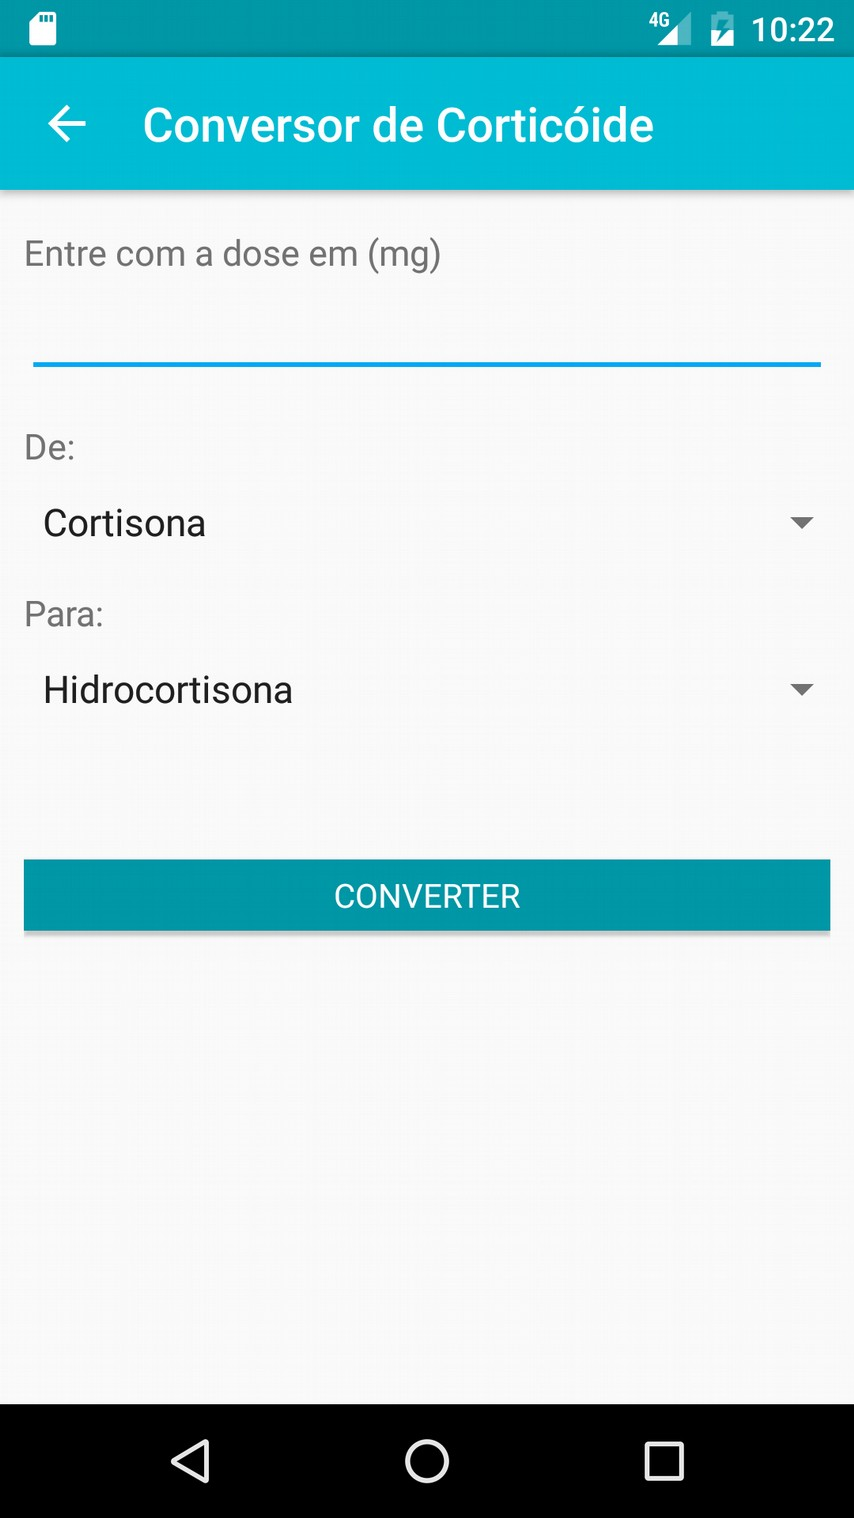 4G 10:22
Conversor de Corticóide
Entre com a dose em (mg)
De:
Cortisona
Para:
Hidrocortisona
CONVERTER